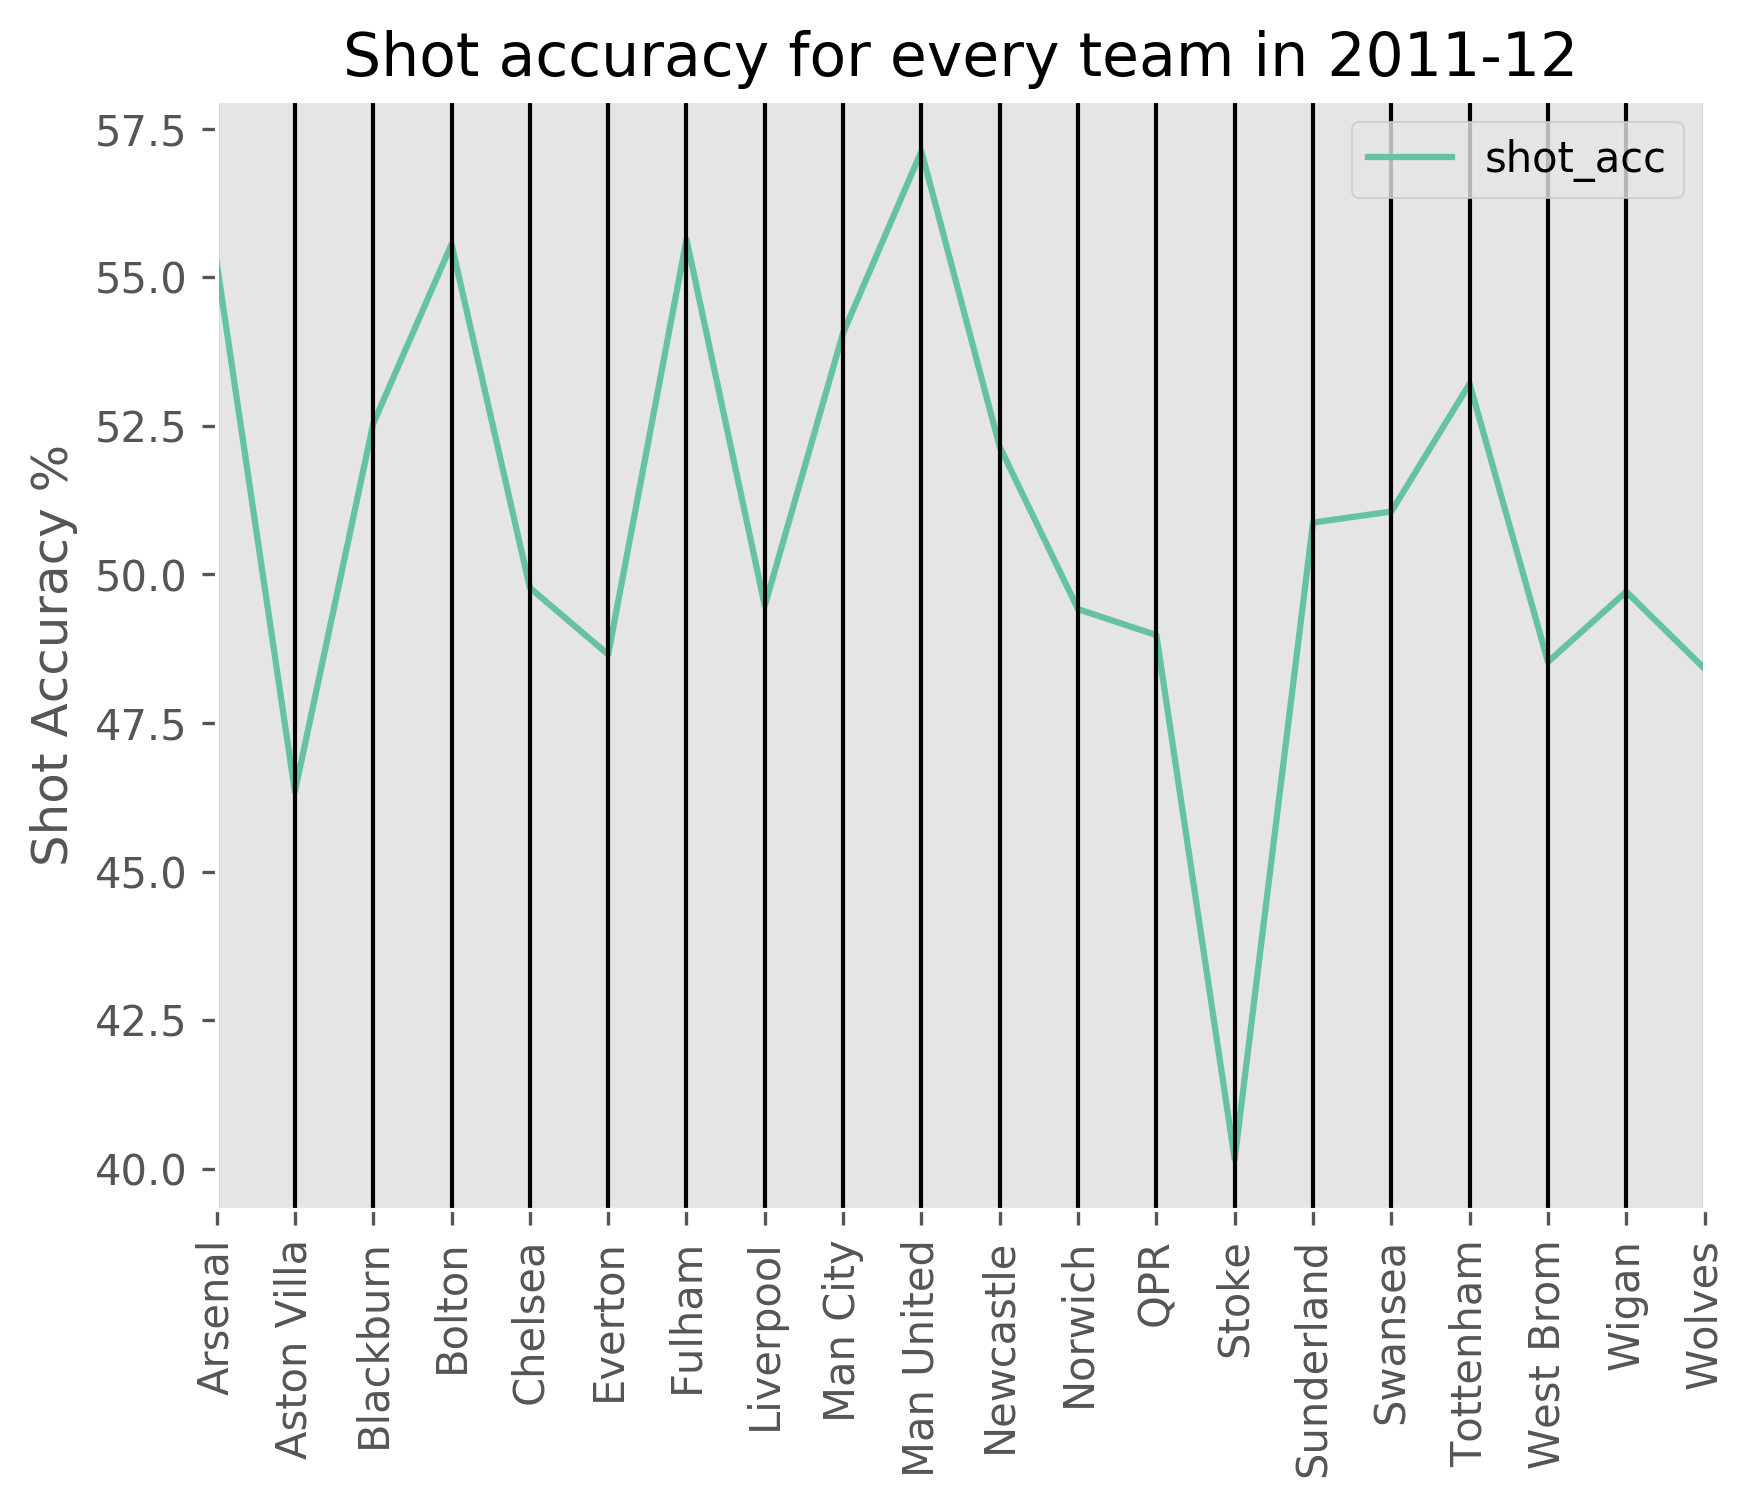 Shot accuracy for every team in 2011-12
shot_acc
Shot Accuracy %
57.5
55.0
52.5
50.0
47.5
45.0
42.5
40.0
Arsenal
Aston Villa
Blackburn
Bolton
Chelsea
Everton
Fulham
Liverpool
Man City
Man United
Newcastle
Norwich
QPR
Stoke
Sunderland
Swansea
Tottenham
West Brom
Wigan
Wolves